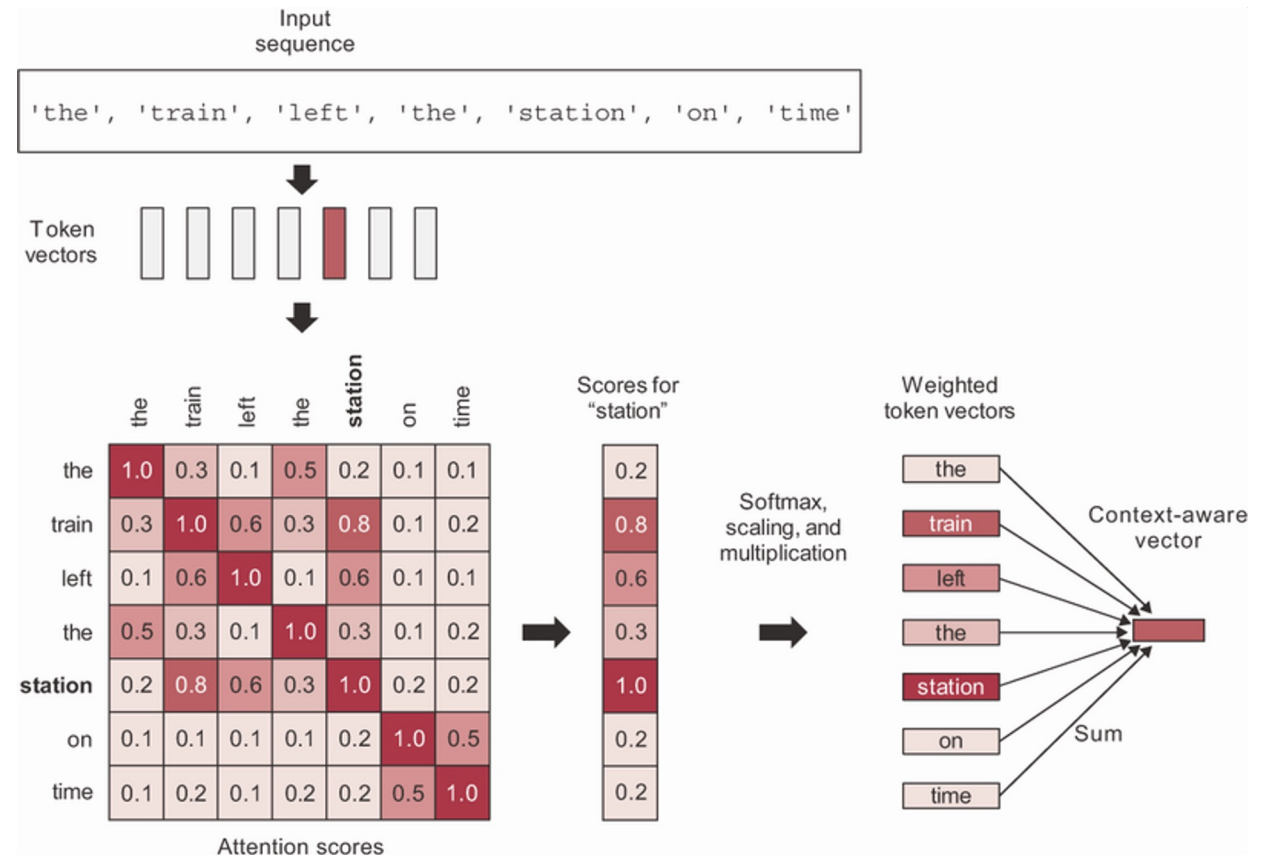 Input
sequence
'the', 'train', 'left', 'the', 'station', 'on', 'time'
Token
vectors
the train left the station on time
the 1.0 0.3 0.1 0.5 0.2 0.1 0.1
train 0.3 1.0 0.6 0.3 0.8 0.1 0.2
left 0.1 0.6 1.0 0.1 0.6 0.1 0.1
the 0.5 0.3 0.1 1.0 0.3 0.1 0.2
station 0.2 0.8 0.6 0.3 1.0 0.2 0.2
on 0.1 0.1 0.1 0.1 0.2 1.0 0.5
time 0.1 0.2 0.1 0.2 0.2 0.5 1.0
Attention scores
Scores for
“station”
0.2
0.8
0.6
0.3
1.0
0.2
0.2
Softmax,
scaling, and
multiplication
Weighted
token vectors
the
train
left
the
station
on
time
Context-aware
vector
Sum